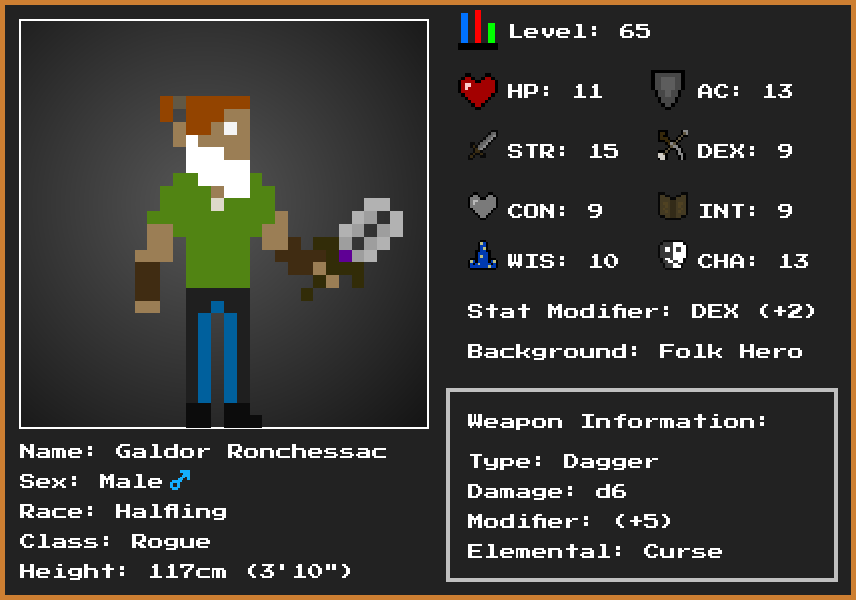 Level: 65
HP: 11
AC: 13
STR: 15
DEX: 9
CON: 9
INT: 9
WIS: 10
CHA: 13
Stat Modifier: DEX (+2)
Background: Folk Hero
Weapon Information:
Type: Dagger
Damage: d6
Modifier: (+5)
Elemental: Curse
Name: Galdor Ronchessac
Sex: Male♂
Race: Halfling
Class: Rogue
Height: 117cm (3'10")